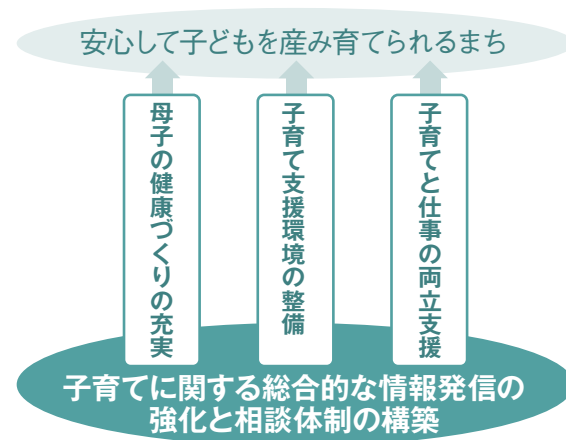 安心して子どもを産み育てられるまち
母子の健康づくりの充実
子育て支援環境の整備
子育てと仕事の両立支援
子育てに関する総合的な情報発信の
強化と相談体制の構築